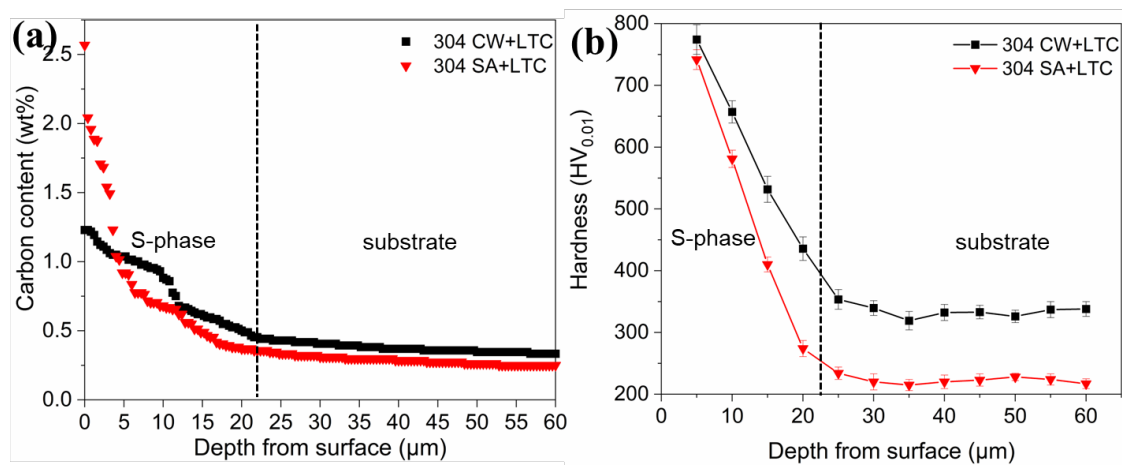 (a)
304 CW+LTC
304 SA+LTC
Carbon content (wt%)
2.5
2.0
1.5
1.0
0.5
0.0
S-phase
substrate
0 5 10 15 20 25 30 35 40 45 50 55 60
Depth from surface (μm)
(b)
304 CW+LTC
304 SA+LTC
Hardness (HV0.01)
800
700
600
500
400
300
200
S-phase
substrate
0 10 20 30 40 50 60
Depth from surface (μm)